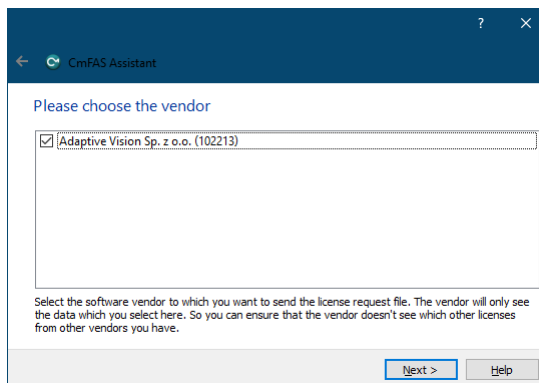 ?
CmFAS Assistant
Please choose the vendor
Adaptive Vision Sp. z o.o. (102213)
Select the software vendor to which you want to send the license request file. The vendor will only see
the data which you select here. So you can ensure that the vendor doesn't see which other licenses
from other vendors you have.
Next >
Help